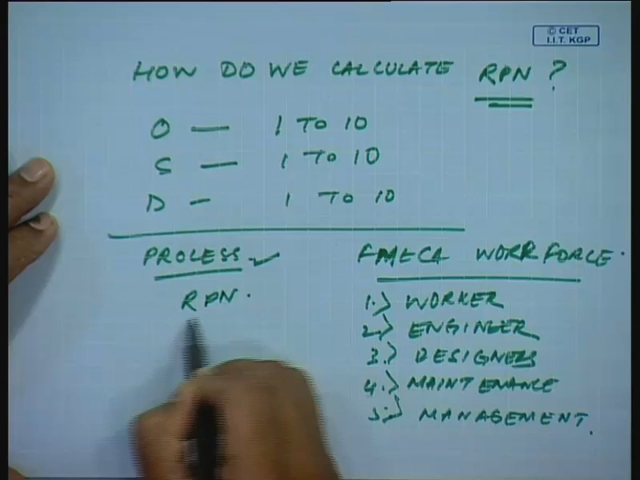 © CET
I.I.T. KGP
HOW DO WE CALCULATE RPN ?
O — 1 TO 10
S — 1 TO 10
D - 1 TO 10
PROCESS ✓
RPN.
FMECA WORKFORCE.
1.) WORKER
2.) ENGINEER
3.) DESIGNERS
4.) MAINTENANCE
5.) MANAGEMENT.